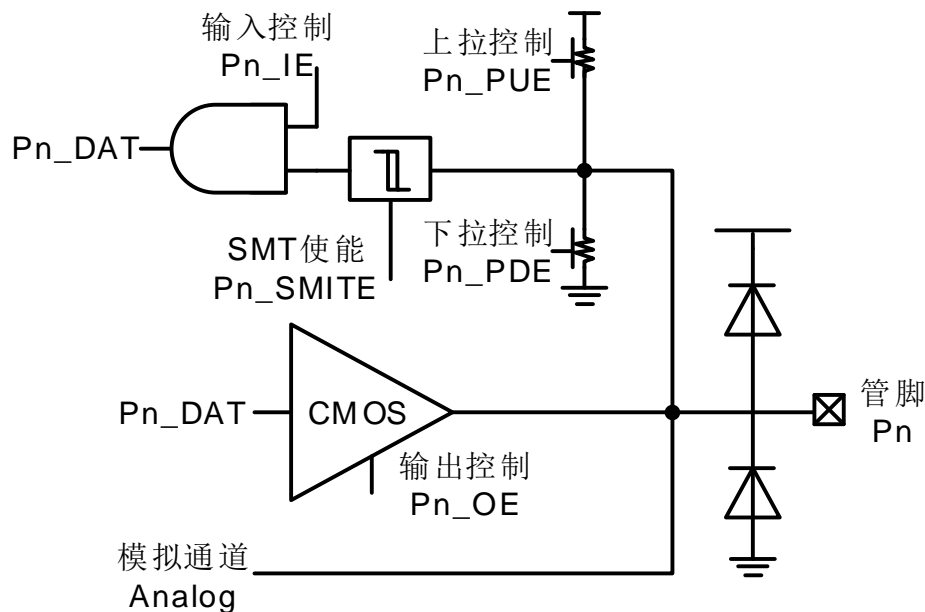 输入控制
Pn_IE
上拉控制
Pn_PUE
Pn_DAT
SMT使能
Pn_SMITE
下拉控制
Pn_PDE
Pn_DAT
CMOS
输出控制
Pn_OE
管脚
Pn
模拟通道
Analog